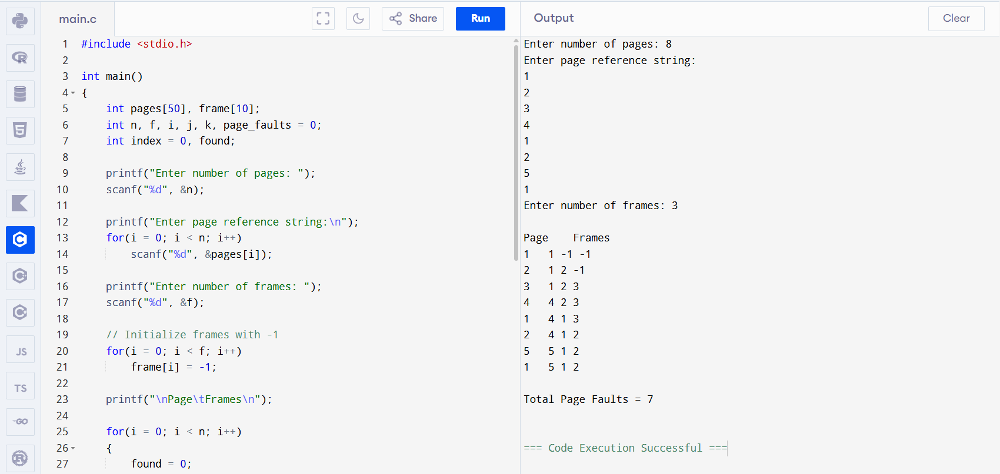 main.c
Share
Run
Output
Clear
1 #include <stdio.h>
2
3 int main()
4 {
5     int pages[50], frame[10];
6     int n, f, i, j, k, page_faults = 0;
7     int index = 0, found;
8
9     printf("Enter number of pages: ");
10     scanf("%d", &n);
11
12     printf("Enter page reference string:\n");
13     for(i = 0; i < n; i++)
14         scanf("%d", &pages[i]);
15
16     printf("Enter number of frames: ");
17     scanf("%d", &f);
18
19     // Initialize frames with -1
20     for(i = 0; i < f; i++)
21         frame[i] = -1;
22
23     printf("\nPage\tFrames\n");
24
25     for(i = 0; i < n; i++)
26     {
27         found = 0;
Enter number of pages: 8
Enter page reference string:
1
2
3
4
1
2
5
1
Enter number of frames: 3
Page    Frames
1   1 -1 -1
2   1 2 -1
3   1 2 3
4   4 2 3
1   4 1 3
2   4 1 2
5   5 1 2
1   5 1 2
Total Page Faults = 7
=== Code Execution Successful ===
R
5
C
C
C
JS
TS
GO
R